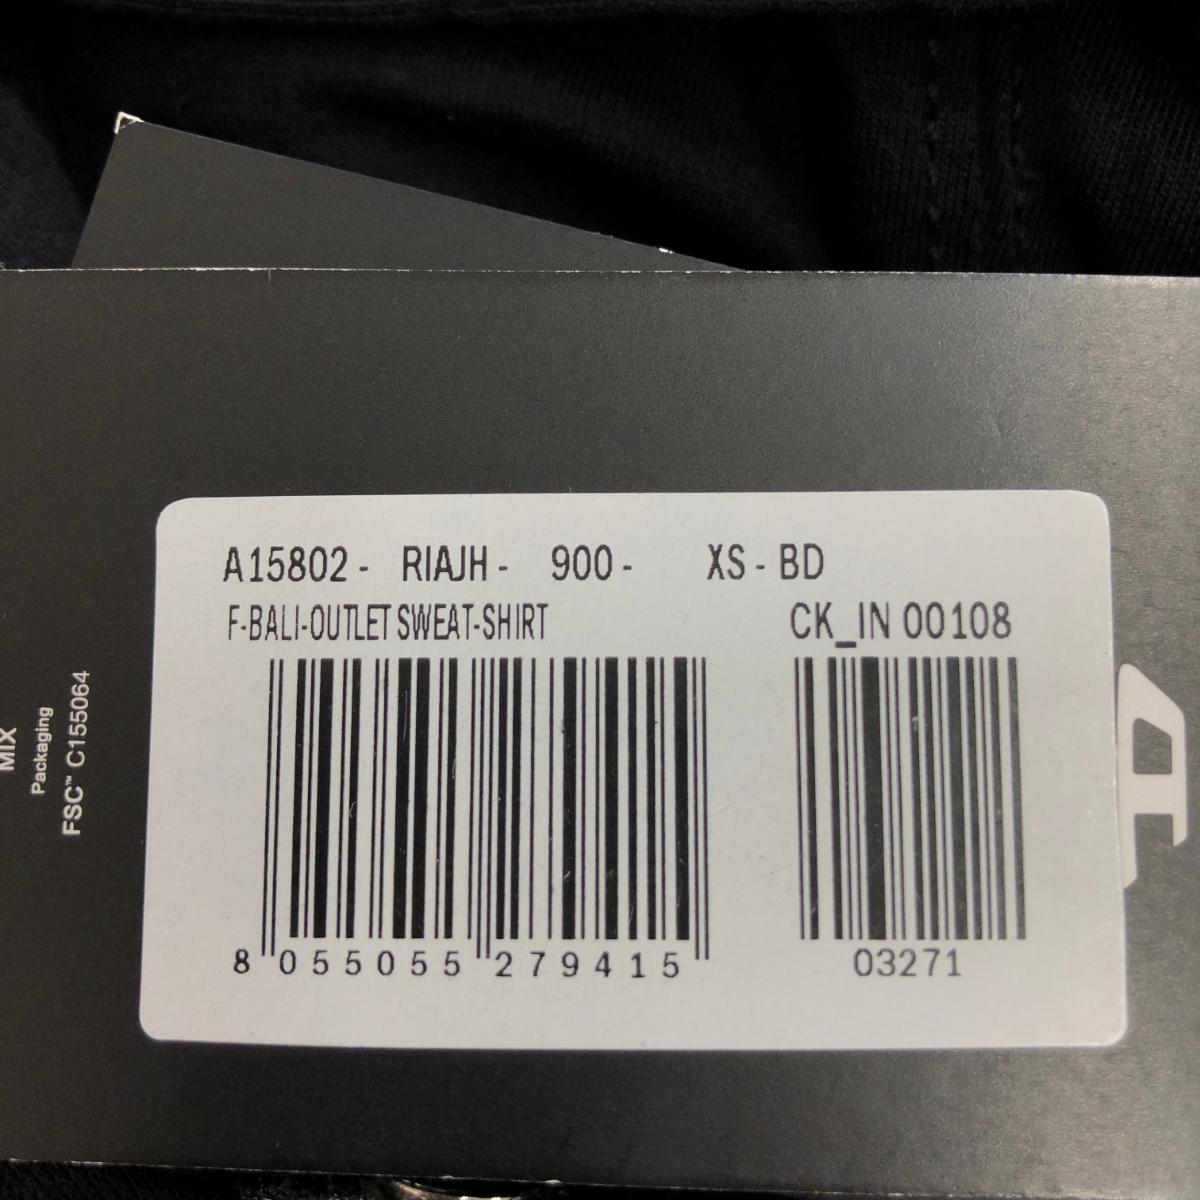 A15802 - RIAJH - 900 - XS - BD
F-BALI-OUTLET SWEAT-SHIRT CK_IN 00108
8 055055 279415 03271
MIX
Packaging
FSC™ C155064